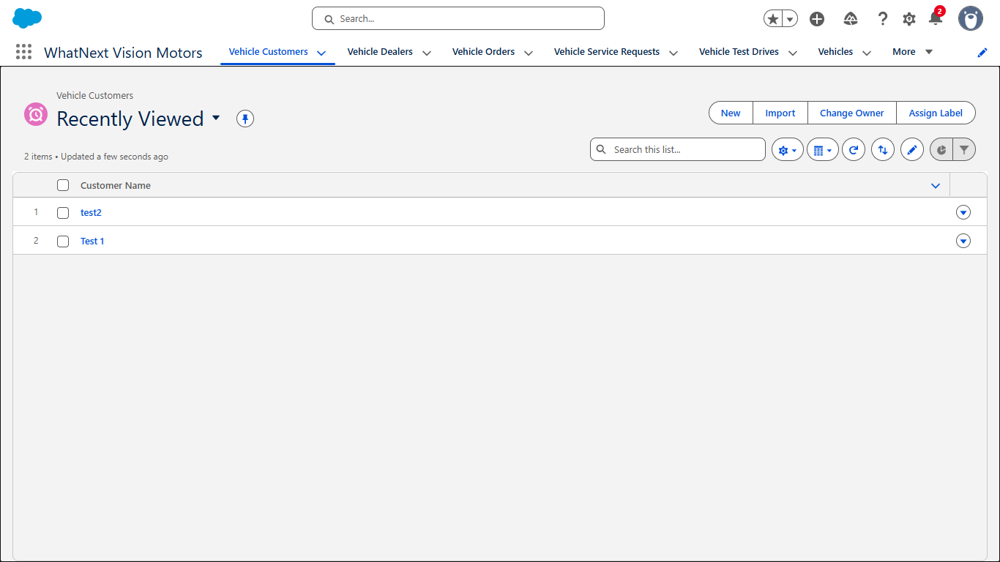 Search...
2
WhatNext Vision Motors
Vehicle Customers
Vehicle Dealers
Vehicle Orders
Vehicle Service Requests
Vehicle Test Drives
Vehicles
More
Vehicle Customers
Recently Viewed
New
Import
Change Owner
Assign Label
2 items • Updated a few seconds ago
Search this list...
Customer Name
1 test2
2 Test 1